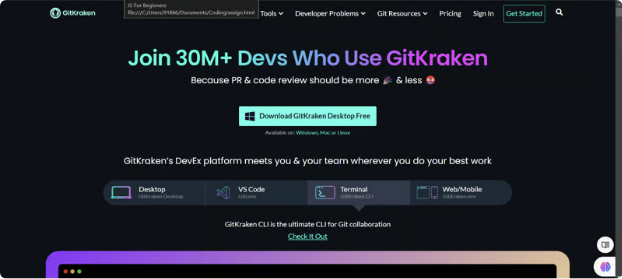 GitKraken
JS For Beginners
file:///C:/Users/91866/Documents/Coding/assign.html
Tools
Developer Problems
Git Resources
Pricing
Sign In
Get Started
Join 30M+ Devs Who Use GitKraken
Because PR & code review should be more 🎉 & less 😡
Download GitKraken Desktop Free
Available on: Windows, Mac or Linux
GitKraken's DevEx platform meets you & your team wherever you do your best work
Desktop
GitKraken Desktop
VS Code
GitLens
Terminal
GitKraken CLI
Web/Mobile
GitKraken.dev
GitKraken CLI is the ultimate CLI for Git collaboration
Check It Out